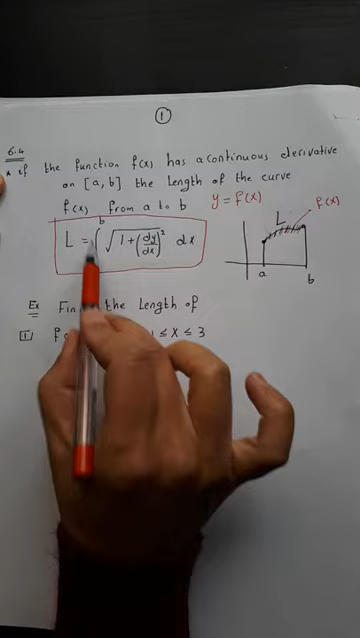 1
6.4
* if the function f(x) has a continuous derivative
on [a, b] the length of the curve
f(x) from a to b y = f(x)
L = ∫ b √1+(dy/dx)² dx
L
f(x)
a
b
Ex Find the Length of
1 ≤ x ≤ 3